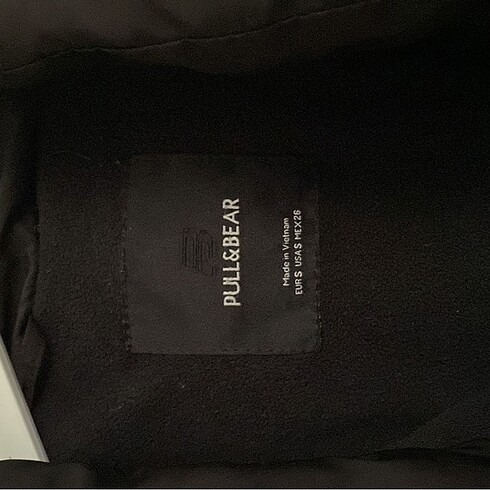 PULL&BEAR
Made in Vietnam
EUR S USA S MEX 26